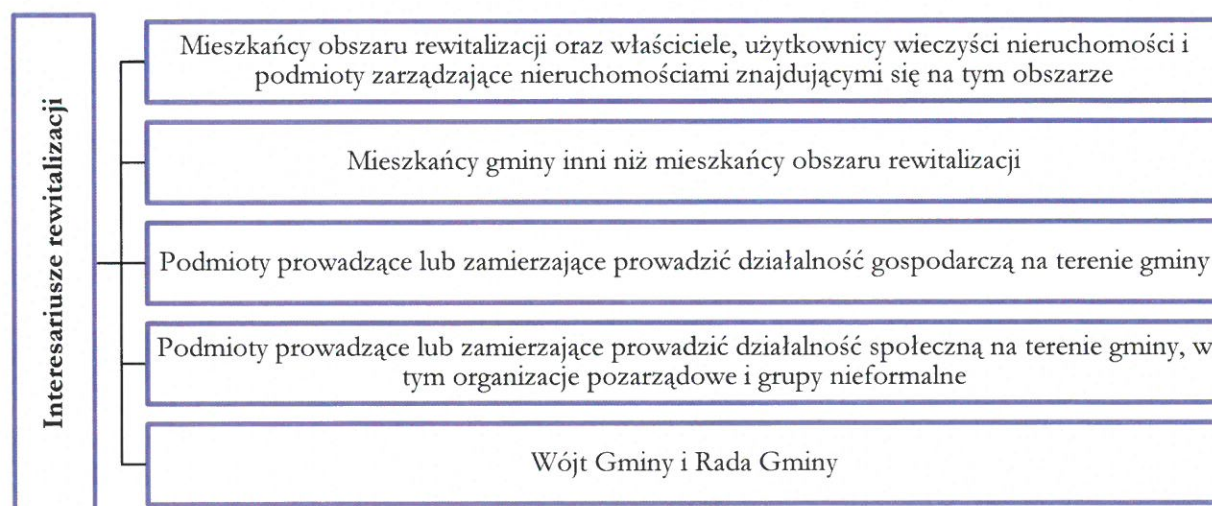 Interesariusze rewitalizacji
Mieszkańcy obszaru rewitalizacji oraz właściciele, użytkownicy wieczyści nieruchomości i
podmioty zarządzające nieruchomościami znajdującymi się na tym obszarze
Mieszkańcy gminy inni niż mieszkańcy obszaru rewitalizacji
Podmioty prowadzące lub zamierzające prowadzić działalność gospodarczą na terenie gminy
Podmioty prowadzące lub zamierzające prowadzić działalność społeczną na terenie gminy, w
tym organizacje pozarządowe i grupy nieformalne
Wójt Gminy i Rada Gminy